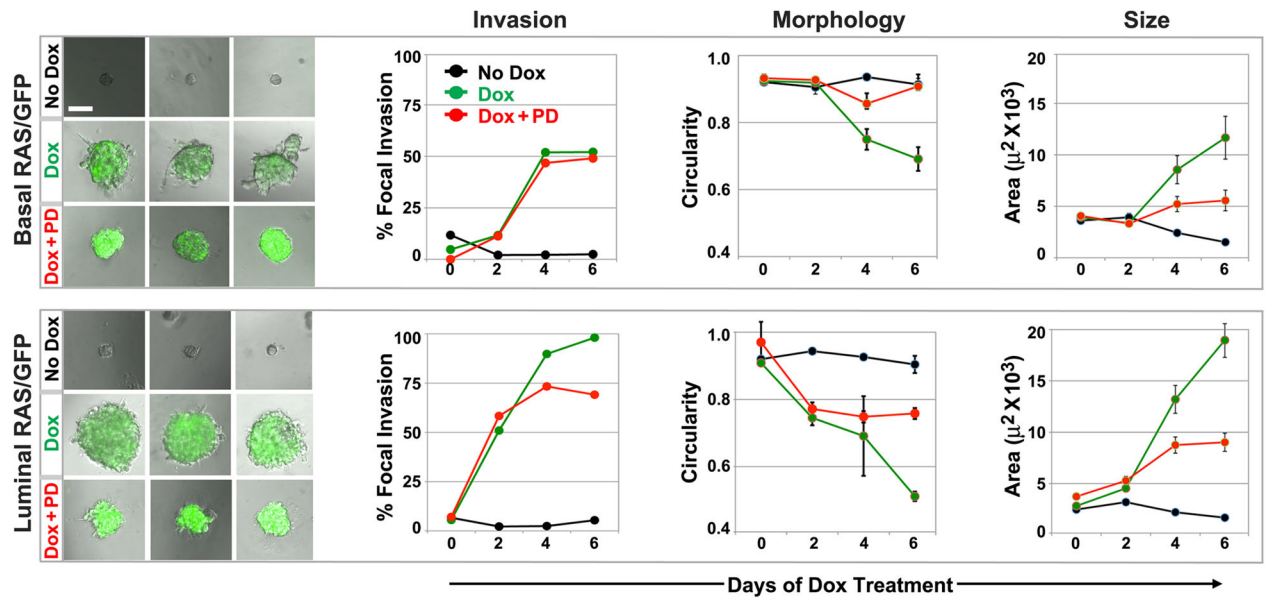 Invasion
Morphology
Size
Basal RAS/GFP
No Dox
Dox
Dox + PD
% Focal Invasion
100
75
50
25
0
0 2 4 6
No Dox
Dox
Dox + PD
Circularity
1.0
0.8
0.6
0.4
0 2 4 6
Area (μ² X 10³)
20
15
10
5
0
0 2 4 6
Luminal RAS/GFP
No Dox
Dox
Dox + PD
% Focal Invasion
100
75
50
25
0
0 2 4 6
Circularity
1.0
0.8
0.6
0.4
0 2 4 6
Area (μ² X 10³)
20
15
10
5
0
0 2 4 6
Days of Dox Treatment